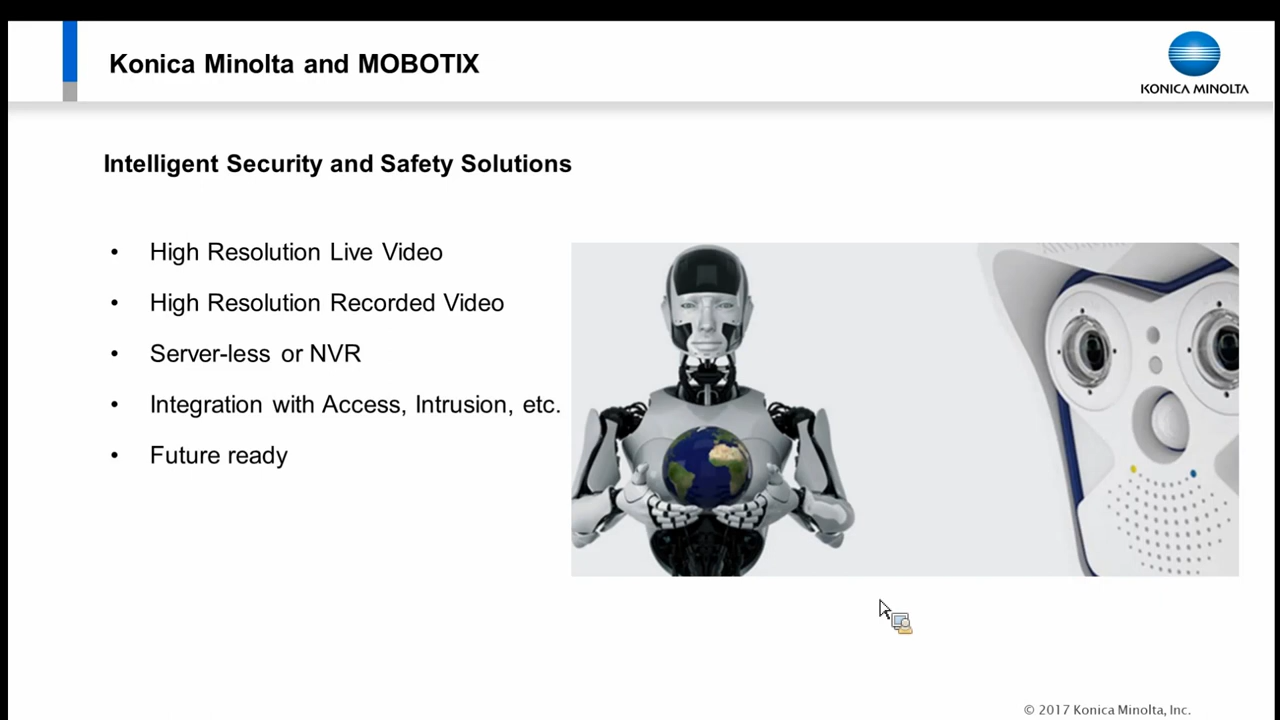 Konica Minolta and MOBOTIX
KONICA MINOLTA
Intelligent Security and Safety Solutions
• High Resolution Live Video
• High Resolution Recorded Video
• Server-less or NVR
• Integration with Access, Intrusion, etc.
• Future ready
© 2017 Konica Minolta, Inc.